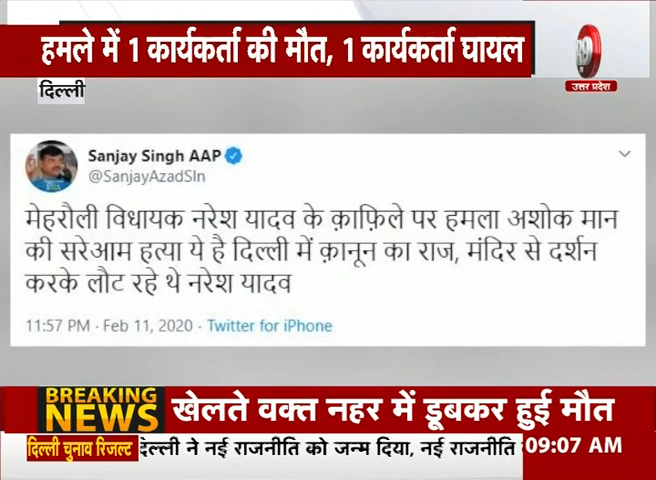 हमले में 1 कार्यकर्ता की मौत, 1 कार्यकर्ता घायल
R9
उत्तर प्रदेश
दिल्ली
Sanjay Singh AAP
@SanjayAzadSln
मेहरौली विधायक नरेश यादव के क़ाफ़िले पर हमला अशोक मान
की सरेआम हत्या ये है दिल्ली में क़ानून का राज, मंदिर से दर्शन
करके लौट रहे थे नरेश यादव
11:57 PM · Feb 11, 2020 · Twitter for iPhone
BREAKING
NEWS
खेलते वक्त नहर में डूबकर हुई मौत
दिल्ली चुनाव रिजल्ट
दिल्ली ने नई राजनीति को जन्म दिया, नई राजनीति
09:07 AM